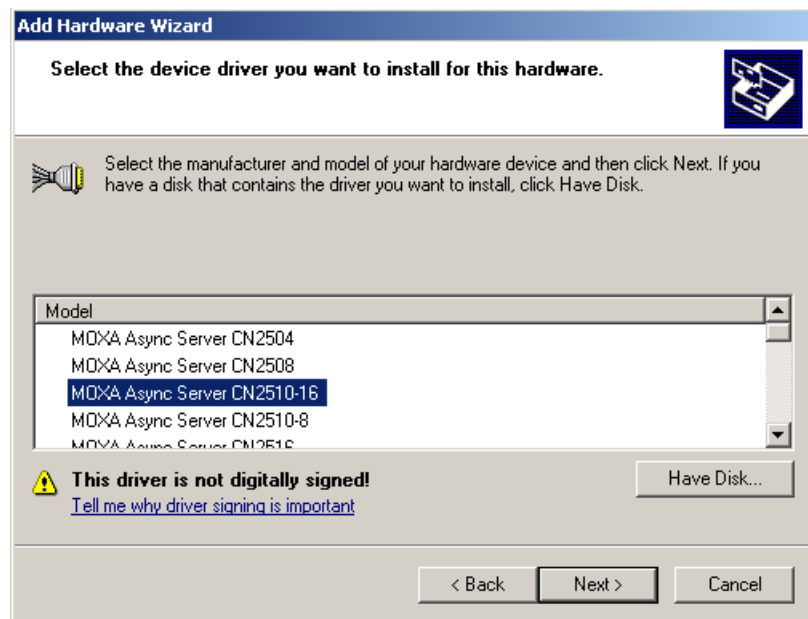 Add Hardware Wizard
Select the device driver you want to install for this hardware.
Select the manufacturer and model of your hardware device and then click Next. If you
have a disk that contains the driver you want to install, click Have Disk.
Model
MOXA Async Server CN2504
MOXA Async Server CN2508
MOXA Async Server CN2510-16
MOXA Async Server CN2510-8
MOXA Async Server CN2516
This driver is not digitally signed!
Have Disk...
Tell me why driver signing is important
< Back
Next >
Cancel